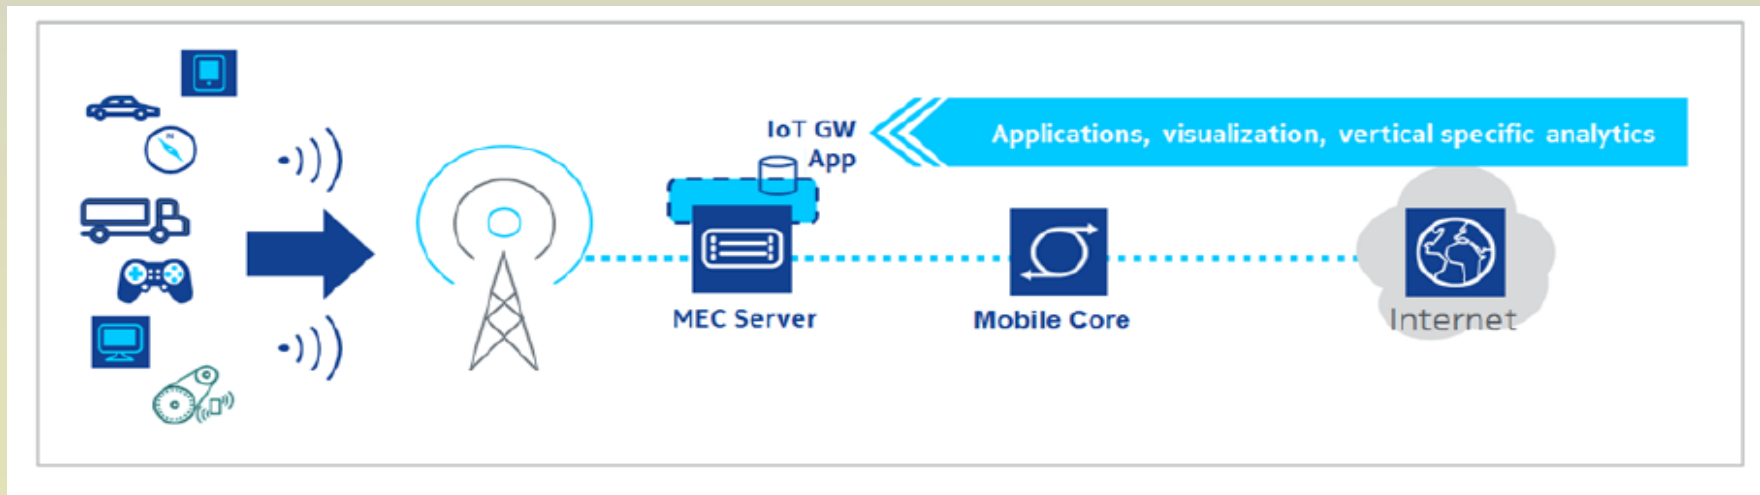 IoT GW
App
Applications, visualization, vertical specific analytics
N
MEC Server
Mobile Core
Internet